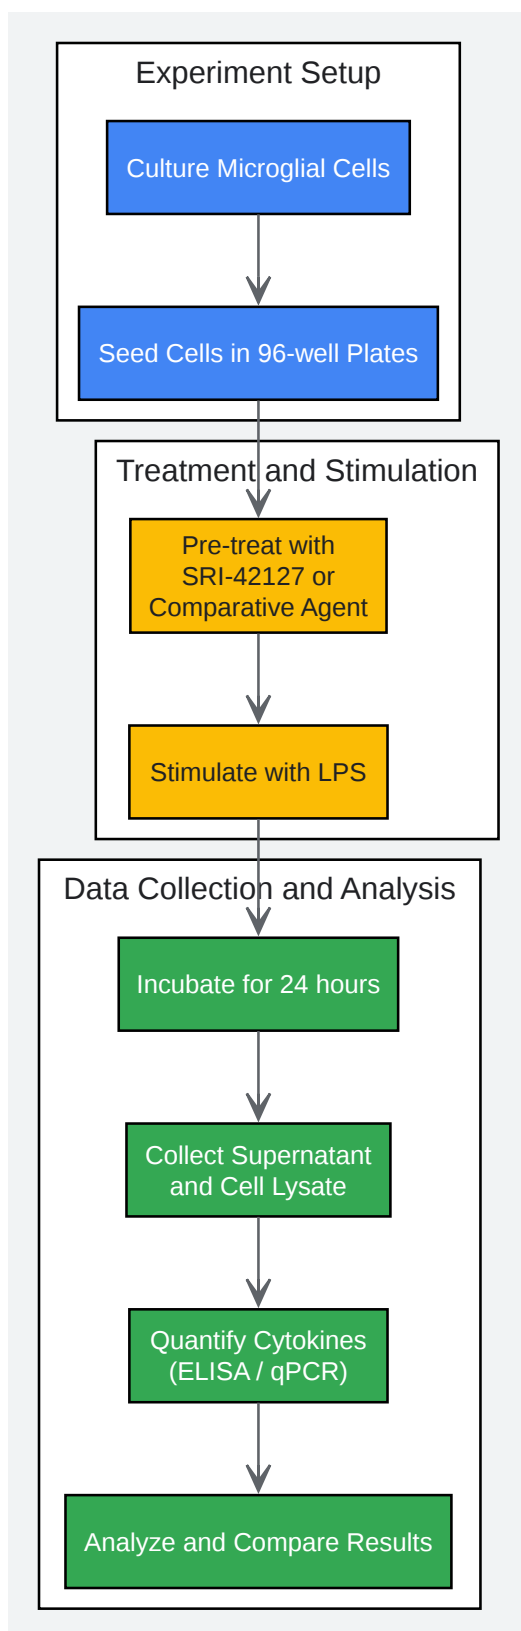 Experiment Setup
Culture Microglial Cells
Seed Cells in 96-well Plates
Treatment and Stimulation
Pre-treat with
SRI-42127 or
Comparative Agent
Stimulate with LPS
Data Collection and Analysis
Incubate for 24 hours
Collect Supernatant
and Cell Lysate
Quantify Cytokines
(ELISA / qPCR)
Analyze and Compare Results